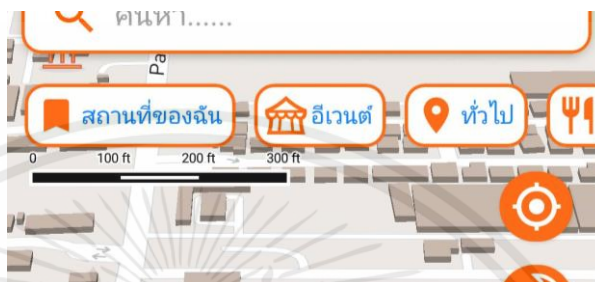 ค้นหา......
Pa
สถานที่ของฉัน
อีเวนต์
ทั่วไป
0 100 ft 200 ft 300 ft